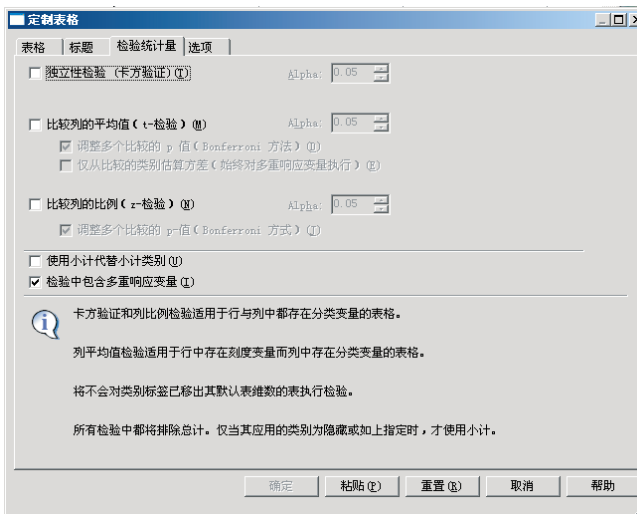 定制表格
表格 标题 检验统计量 选项
独立性检验 (卡方验证)(T) Alpha: 0.05
比较列的平均值(t-检验)(M) Alpha: 0.05
调整多个比较的 p 值(Bonferroni 方法)(D)
仅从比较的类别估算方差(始终对多重响应变量执行)(E)
比较列的比例(z-检验)(N) Alpha: 0.05
调整多个比较的 p-值(Bonferroni 方式)(J)
使用小计代替小计类别(U)
检验中包含多重响应变量(I)
卡方验证和列比例检验适用于行与列中都存在分类变量的表格。
列平均值检验适用于行中存在刻度变量而列中存在分类变量的表格。
将不会对类别标签已移出其默认表维数的表执行检验。
所有检验中都将排除总计。仅当其应用的类别为隐藏或如上指定时,才使用小计。
确定 粘贴(P) 重置(R) 取消 帮助